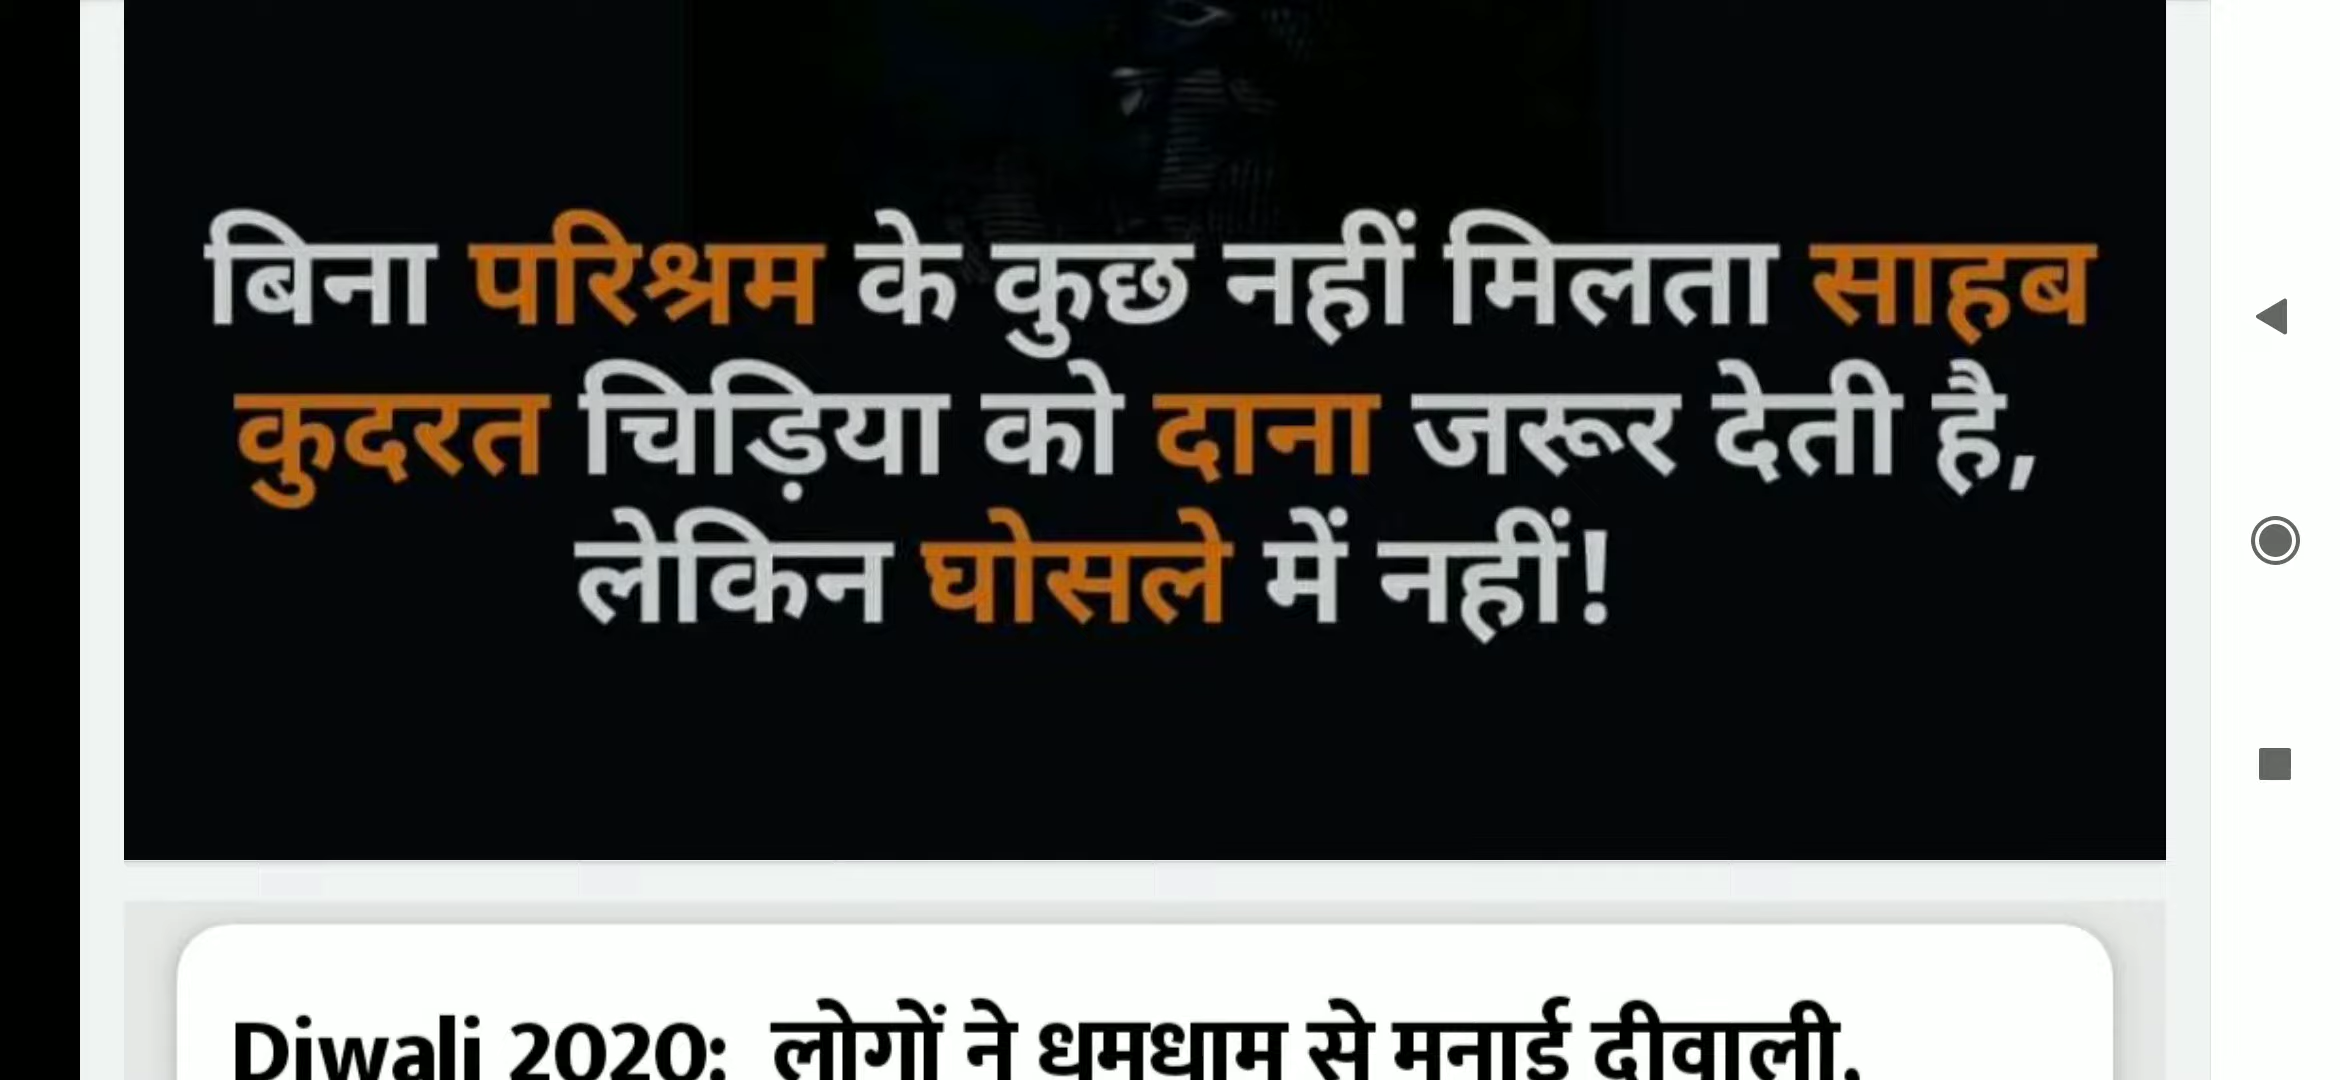 बिना परिश्रम के कुछ नहीं मिलता साहब
कुदरत चिड़िया को दाना जरूर देती है,
लेकिन घोसले में नहीं!
Diwali 2020: लोगों ने धूमधाम से मनाई दीवाली,